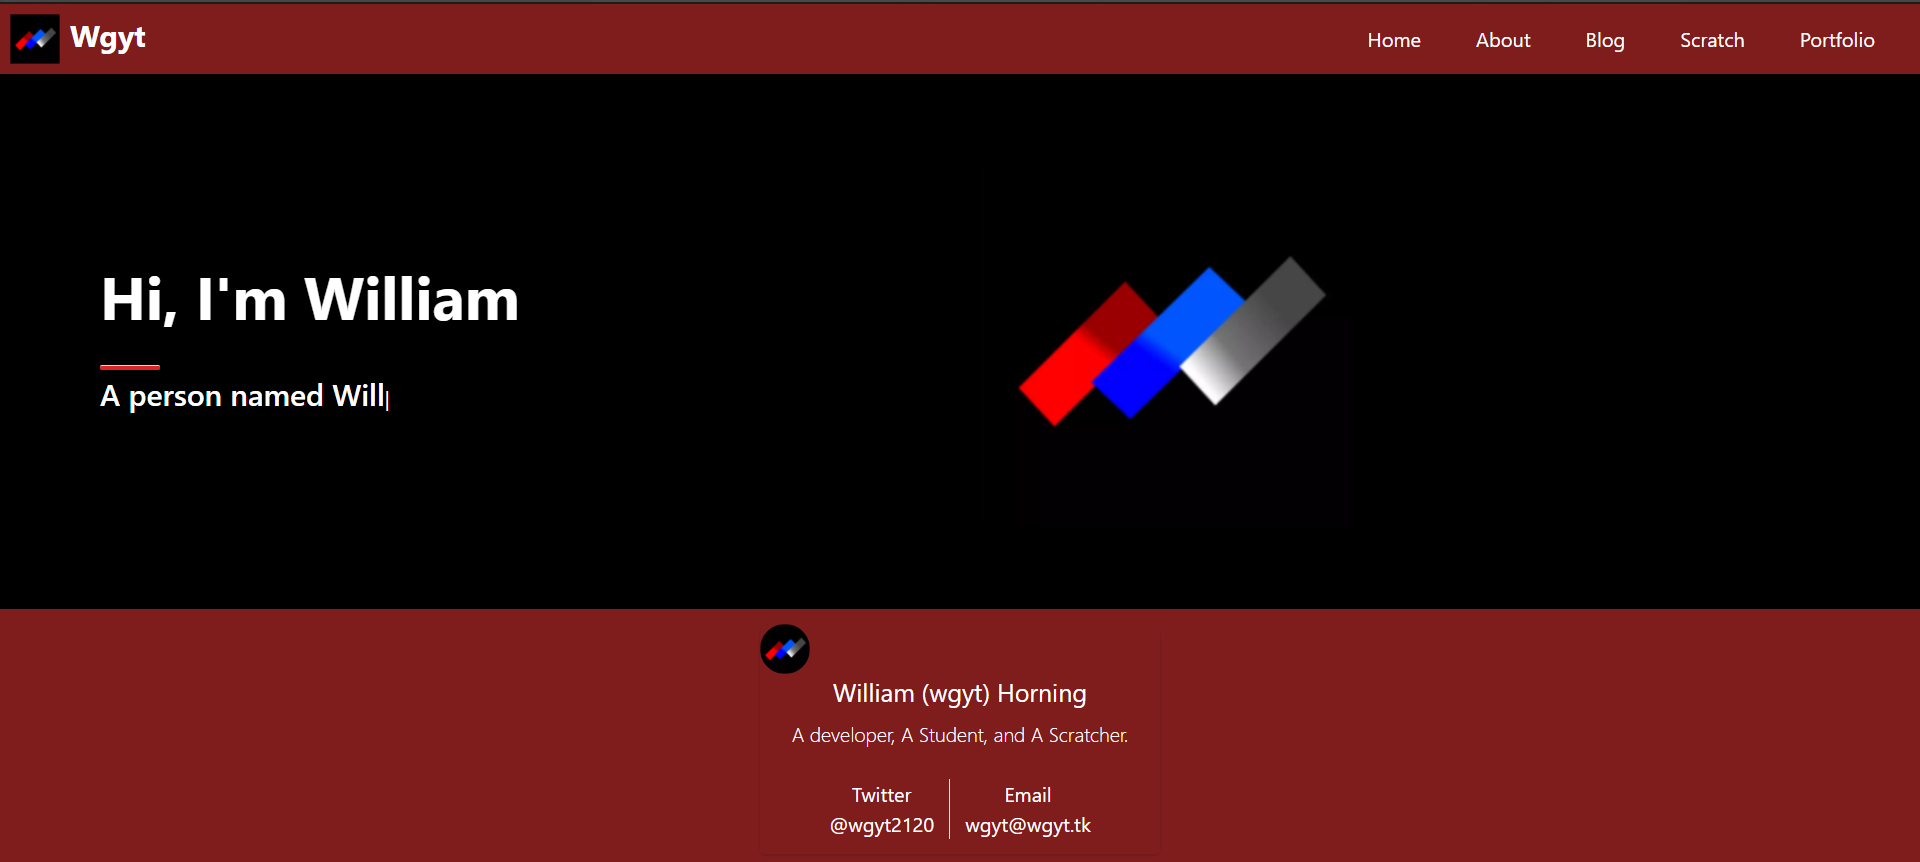 Wgyt
Home About Blog Scratch Portfolio
Hi, I'm William
A person named Will|
William (wgyt) Horning
A developer, A Student, and A Scratcher.
Twitter
@wgyt2120
Email
wgyt@wgyt.tk